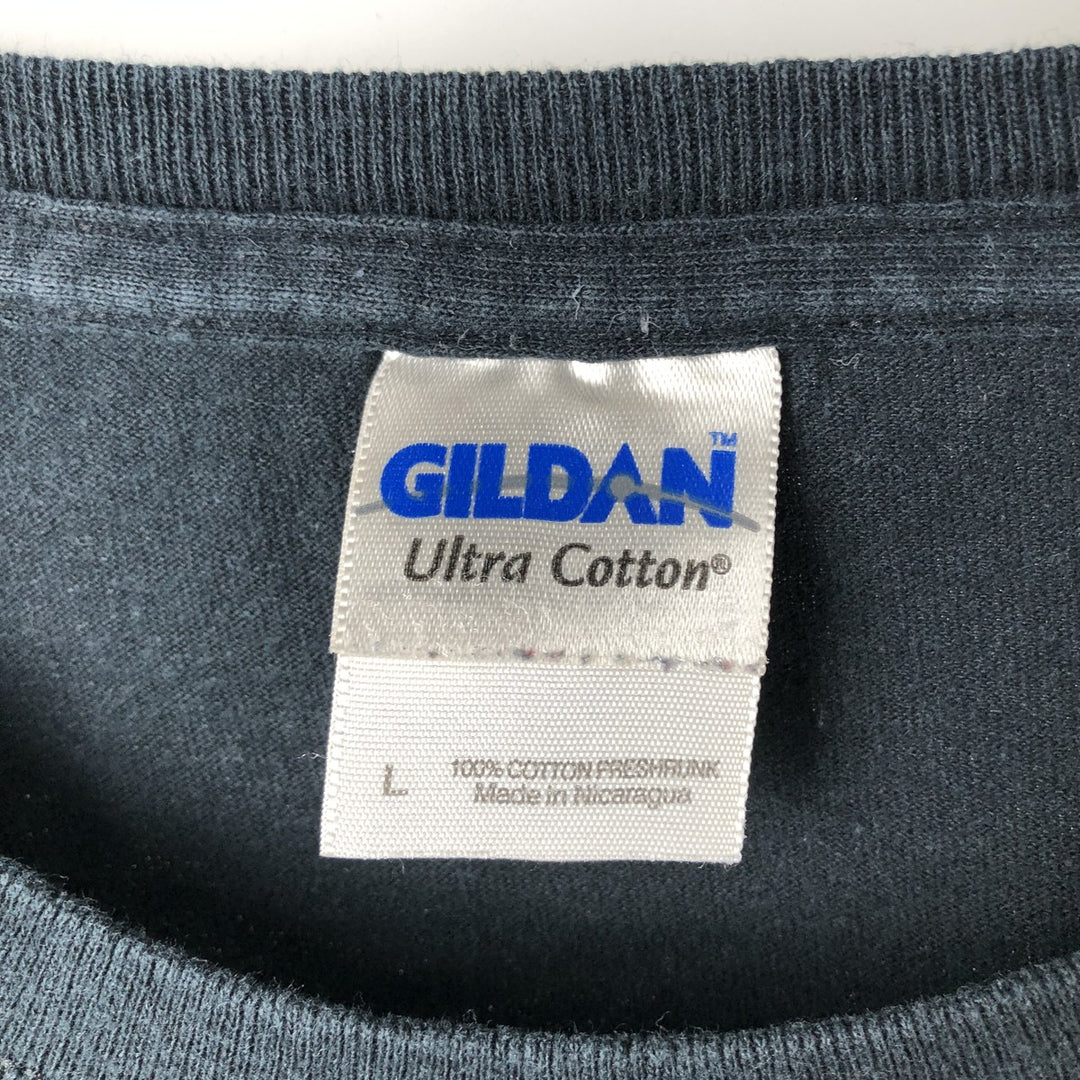 GILDAN™
Ultra Cotton®
L 100% COTTON PRESHRUNK
Made in Nicaragua